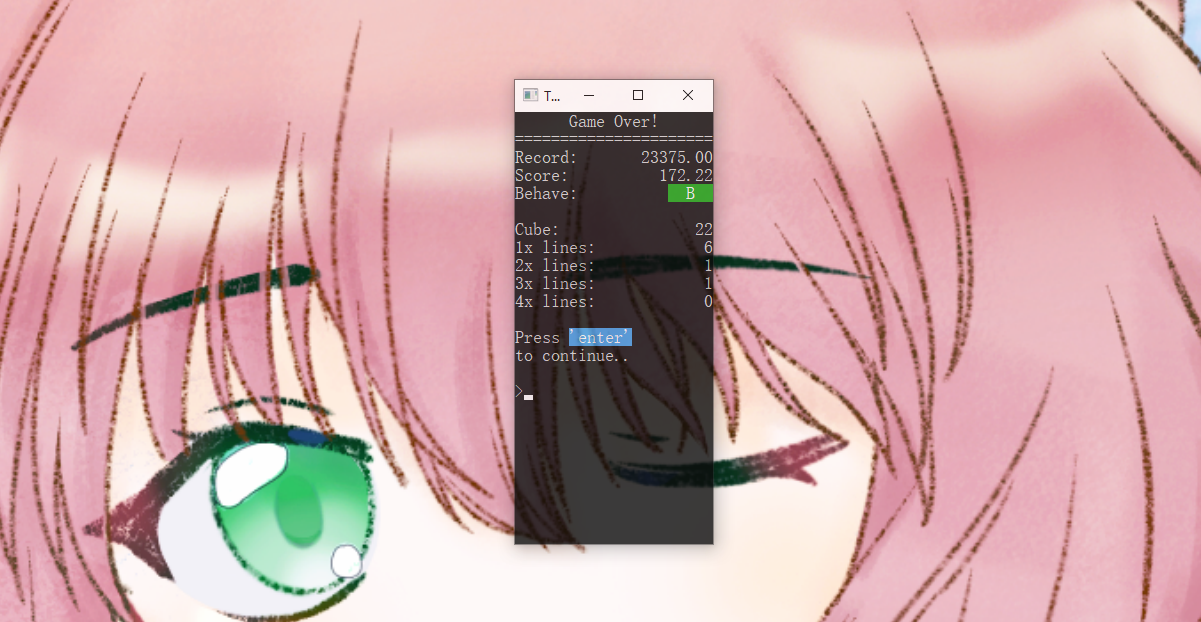 T...
Game Over!
======================
Record: 23375.00
Score: 172.22
Behave: B
Cube: 22
1x lines: 6
2x lines: 1
3x lines: 1
4x lines: 0
Press 'enter'
to continue..
>